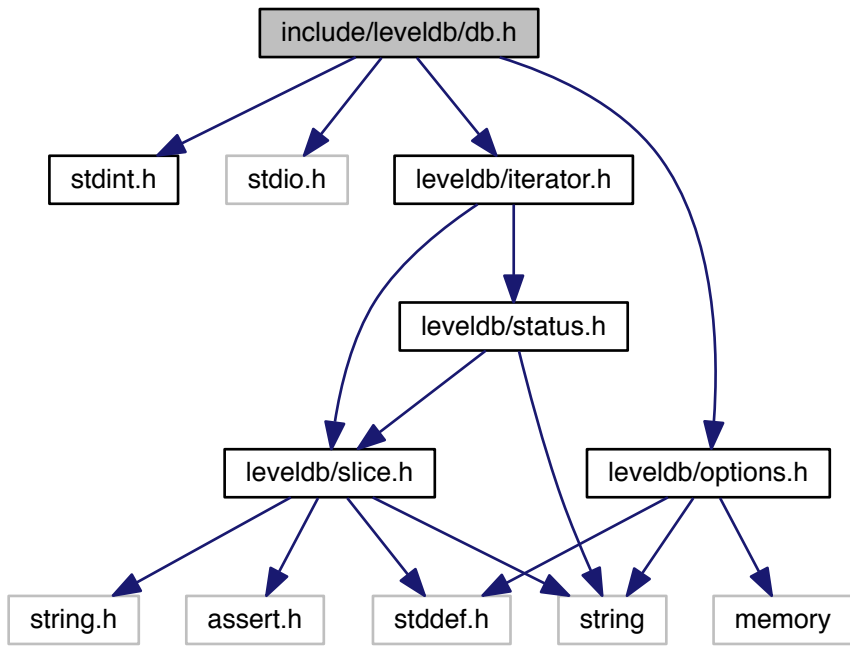 include/leveldb/db.h
stdint.h
stdio.h
leveldb/iterator.h
leveldb/status.h
leveldb/slice.h
leveldb/options.h
string.h
assert.h
stddef.h
string
memory